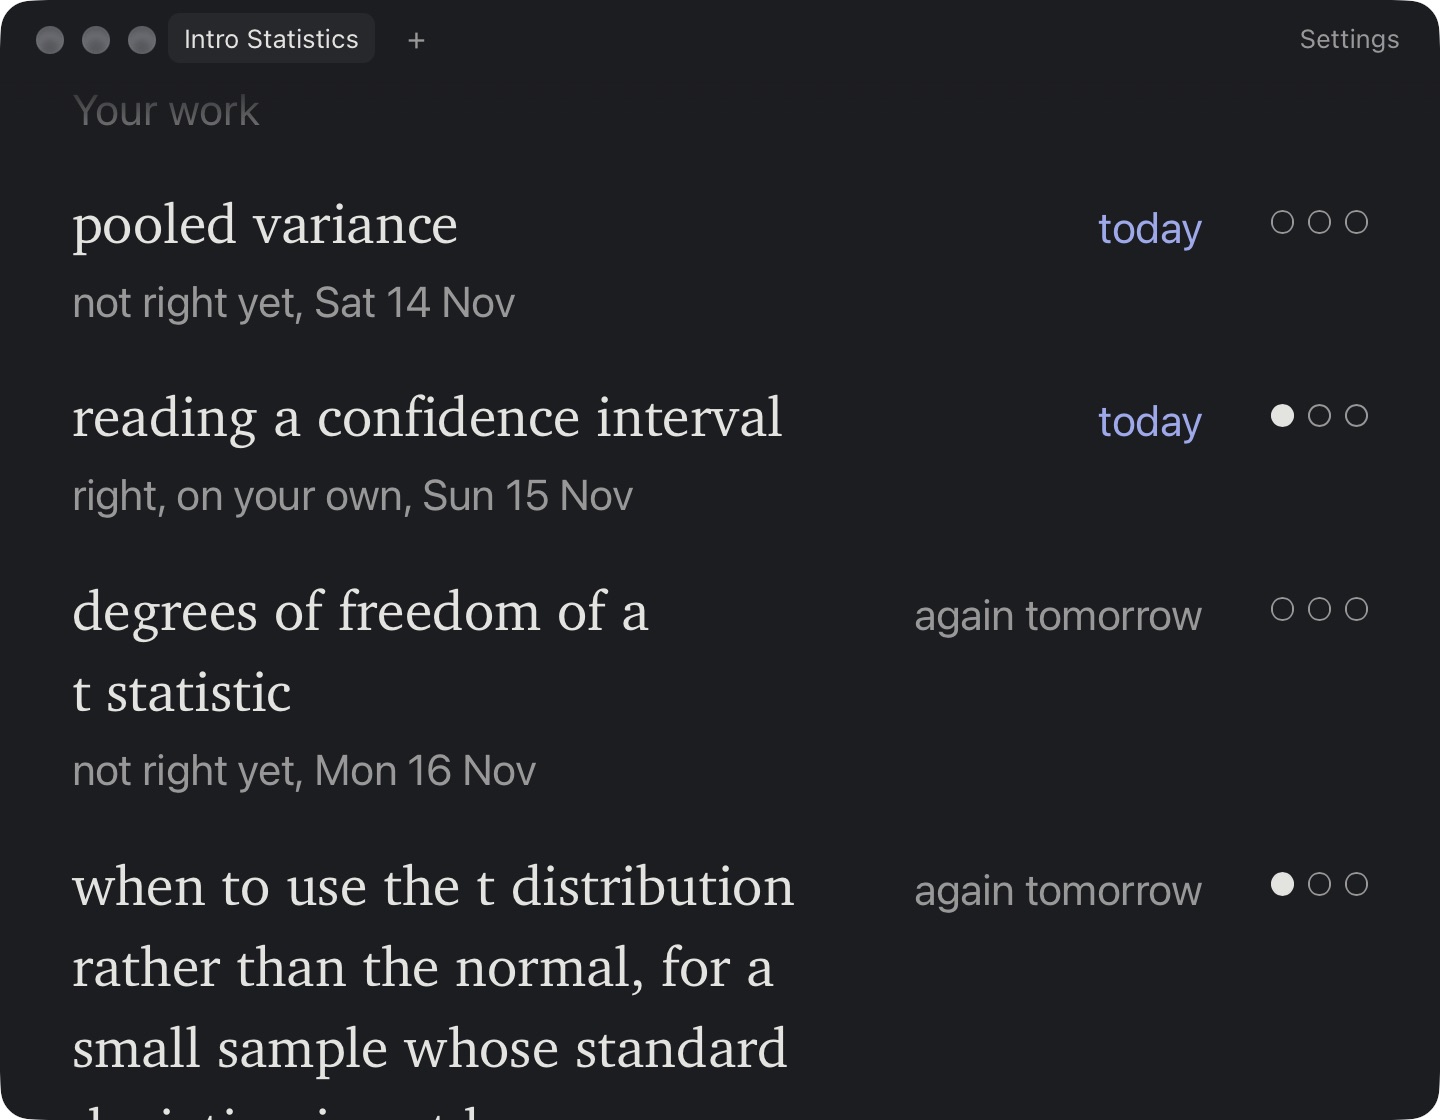 Intro Statistics
+
Settings
Your work
pooled variance
today
not right yet, Sat 14 Nov
reading a confidence interval
today
right, on your own, Sun 15 Nov
degrees of freedom of a
again tomorrow
t statistic
not right yet, Mon 16 Nov
when to use the t distribution
again tomorrow
rather than the normal, for a
small sample whose standard